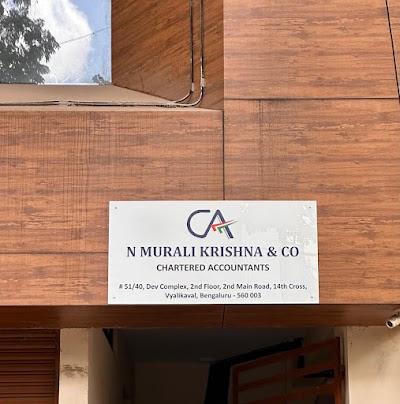 CA
N MURALI KRISHNA & CO
CHARTERED ACCOUNTANTS
# 51/40, Dev Complex, 2nd Floor, 2nd Main Road, 14th Cross,
Vyalikaval, Bengaluru - 560 003